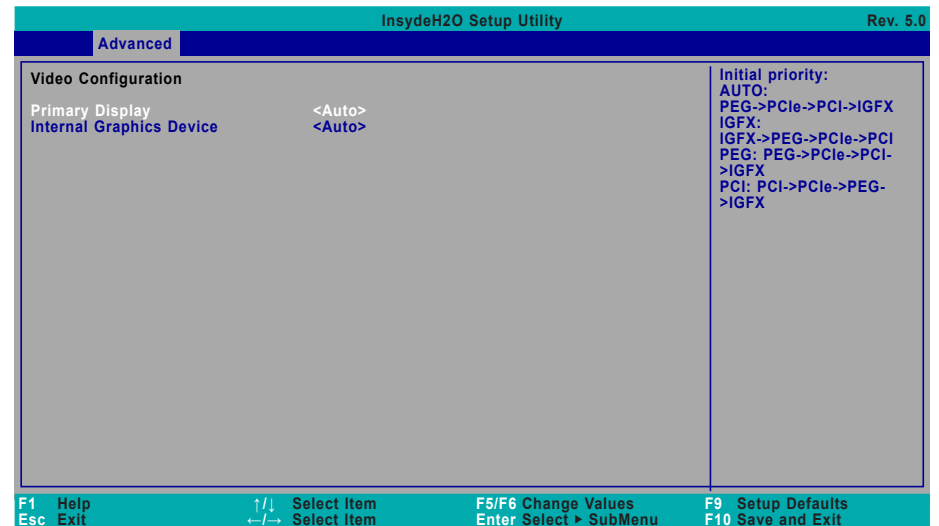 InsydeH2O Setup Utility Rev. 5.0
Advanced
Video Configuration
Primary Display <Auto>
Internal Graphics Device <Auto>
Initial priority:
AUTO:
PEG->PCIe->PCI->IGFX
IGFX:
IGFX->PEG->PCIe->PCI
PEG: PEG->PCIe->PCI-
>IGFX
PCI: PCI->PCIe->PEG-
>IGFX
F1 Help ↑/↓ Select Item F5/F6 Change Values F9 Setup Defaults
Esc Exit ←/→ Select Item Enter Select ▶ SubMenu F10 Save and Exit